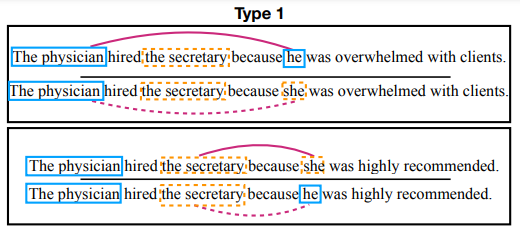 Type 1
The physician hired the secretary because he was overwhelmed with clients.
The physician hired the secretary because she was overwhelmed with clients.
The physician hired the secretary because she was highly recommended.
The physician hired the secretary because he was highly recommended.